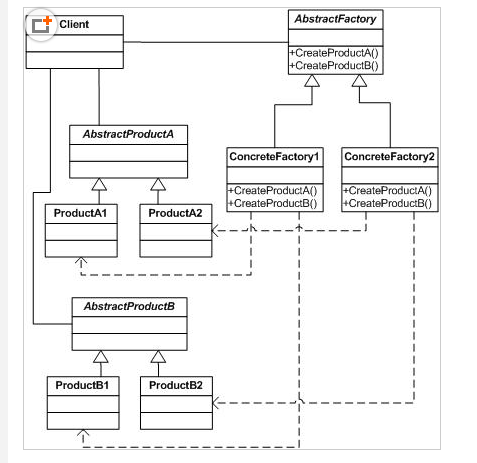 Client
AbstractFactory
+CreateProductA()
+CreateProductB()
AbstractProductA
ConcreteFactory1
+CreateProductA()
+CreateProductB()
ConcreteFactory2
+CreateProductA()
+CreateProductB()
ProductA1
ProductA2
AbstractProductB
ProductB1
ProductB2